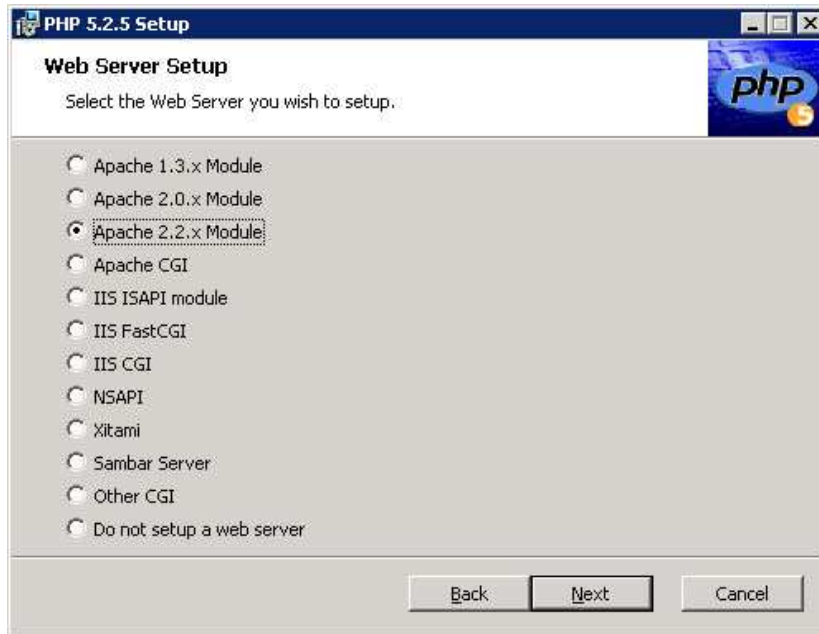 PHP 5.2.5 Setup
Web Server Setup
Select the Web Server you wish to setup.
php
5
Apache 1.3.x Module
Apache 2.0.x Module
Apache 2.2.x Module
Apache CGI
IIS ISAPI module
IIS FastCGI
IIS CGI
NSAPI
Xitami
Sambar Server
Other CGI
Do not setup a web server
Back Next Cancel